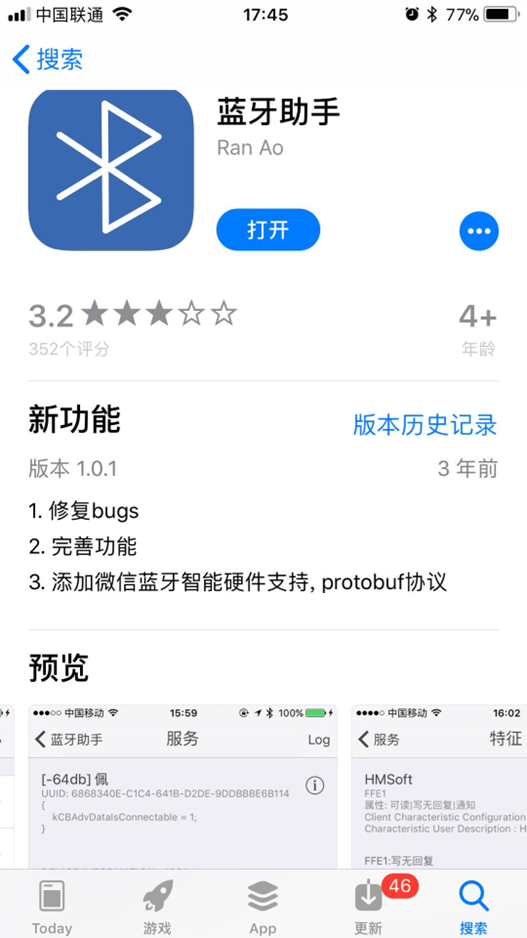 中国联通 17:45 77%
搜索
蓝牙助手
Ran Ao
打开
3.2 4+
352个评分 年龄
新功能 版本历史记录
版本 1.0.1 3 年前
1. 修复bugs
2. 完善功能
3. 添加微信蓝牙智能硬件支持, protobuf协议
预览
中国移动 15:59 100%
蓝牙助手 服务 Log
[-64db] 佩
UUID: 6868340E-C1C4-641B-D2DE-9DDBBBE6B114
{
kCBAdvDataIsConnectable = 1;
}
中国移动 16:02
服务 特征
HMSoft
FFE1
属性: 可读|写无回复|通知
Client Characteristic Configuration
Characteristic User Description : H
FFE1:写无回复
46
Today 游戏 App 更新 搜索